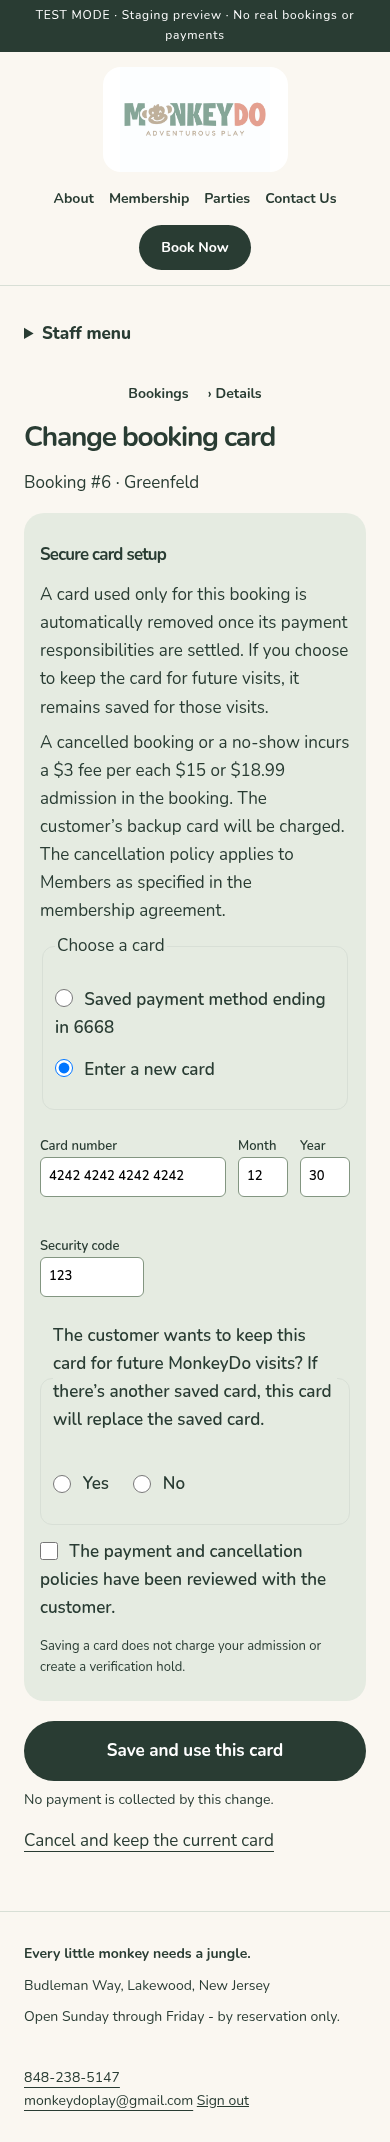 TEST MODE · Staging preview · No real bookings or
payments
MONKEYDO
ADVENTUROUS PLAY
About Membership Parties Contact Us
Book Now
Staff menu
Bookings › Details
Change booking card
Booking #6 · Greenfeld
Secure card setup
A card used only for this booking is
automatically removed once its payment
responsibilities are settled. If you choose
to keep the card for future visits, it
remains saved for those visits.
A cancelled booking or a no-show incurs
a $3 fee per each $15 or $18.99
admission in the booking. The
customer’s backup card will be charged.
The cancellation policy applies to
Members as specified in the
membership agreement.
Choose a card
Saved payment method ending
in 6668
Enter a new card
Card number Month Year
4242 4242 4242 4242 12 30
Security code
123
The customer wants to keep this
card for future MonkeyDo visits? If
there’s another saved card, this card
will replace the saved card.
Yes No
The payment and cancellation
policies have been reviewed with the
customer.
Saving a card does not charge your admission or
create a verification hold.
Save and use this card
No payment is collected by this change.
Cancel and keep the current card
Every little monkey needs a jungle.
Budleman Way, Lakewood, New Jersey
Open Sunday through Friday - by reservation only.
848-238-5147
monkeydoplay@gmail.com Sign out